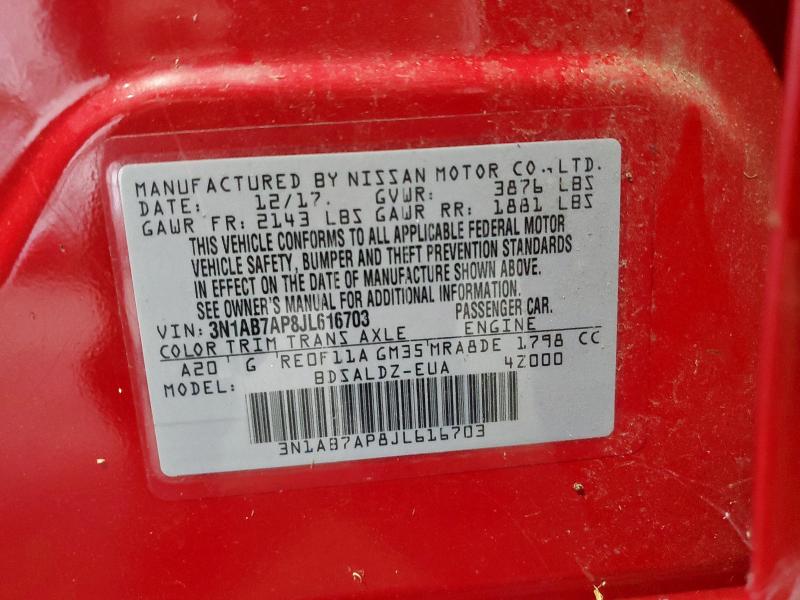 MANUFACTURED BY NISSAN MOTOR CO.,LTD.
DATE: 12/17. GVWR: 3876 LBS
GAWR FR: 2143 LBS GAWR RR: 1881 LBS
THIS VEHICLE CONFORMS TO ALL APPLICABLE FEDERAL MOTOR
VEHICLE SAFETY, BUMPER AND THEFT PREVENTION STANDARDS
IN EFFECT ON THE DATE OF MANUFACTURE SHOWN ABOVE.
SEE OWNER'S MANUAL FOR ADDITIONAL INFORMATION.
VIN: 3N1AB7AP8JL616703 PASSENGER CAR.
COLOR TRIM TRANS AXLE ENGINE
A20 G RE0F11A GM35 MRA8DE 1.798 CC
MODEL: BDSALDZ-EUA 42000
3N1AB7AP8JL616703